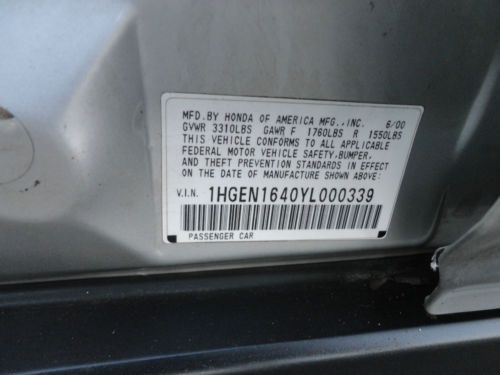 MFD.BY HONDA OF AMERICA MFG.,INC. 6/00
GVWR 3310LBS GAWR F 1760LBS R 1550LBS
THIS VEHICLE CONFORMS TO ALL APPLICABLE
FEDERAL MOTOR VEHICLE SAFETY,BUMPER,
AND THEFT PREVENTION STANDARDS IN EFFECT
ON THE DATE OF MANUFACTURE SHOWN ABOVE:
V.I.N. 1HGEN1640YL000339
PASSENGER CAR